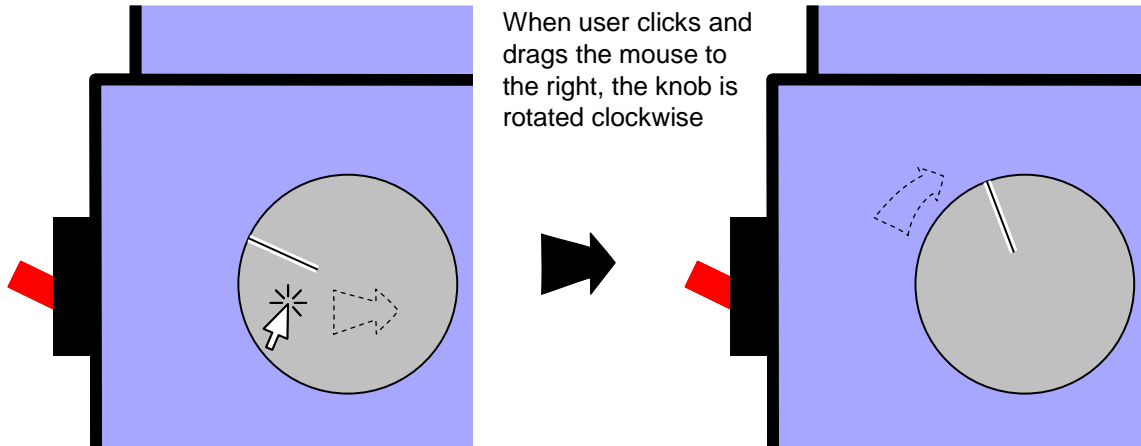 When user clicks and
drags the mouse to
the right, the knob is
rotated clockwise